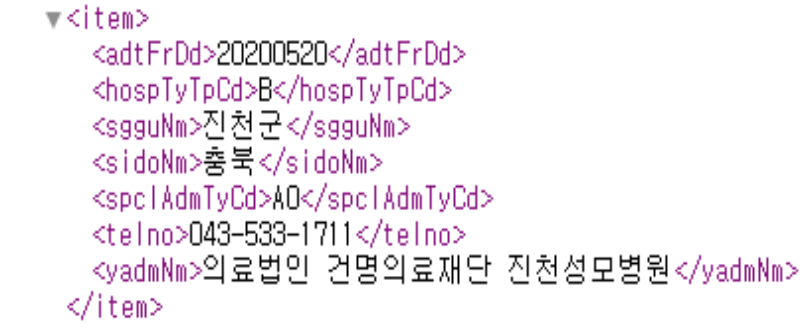 ▼<item>
<adtFrDd>20200520</adtFrDd>
<hospTyTpCd>B</hospTyTpCd>
<sgguNm>진천군</sgguNm>
<sidoNm>충북</sidoNm>
<spclAdmTyCd>A0</spclAdmTyCd>
<telno>043-533-1711</telno>
<yadmNm>의료법인 건명의료재단 진천성모병원</yadmNm>
</item>